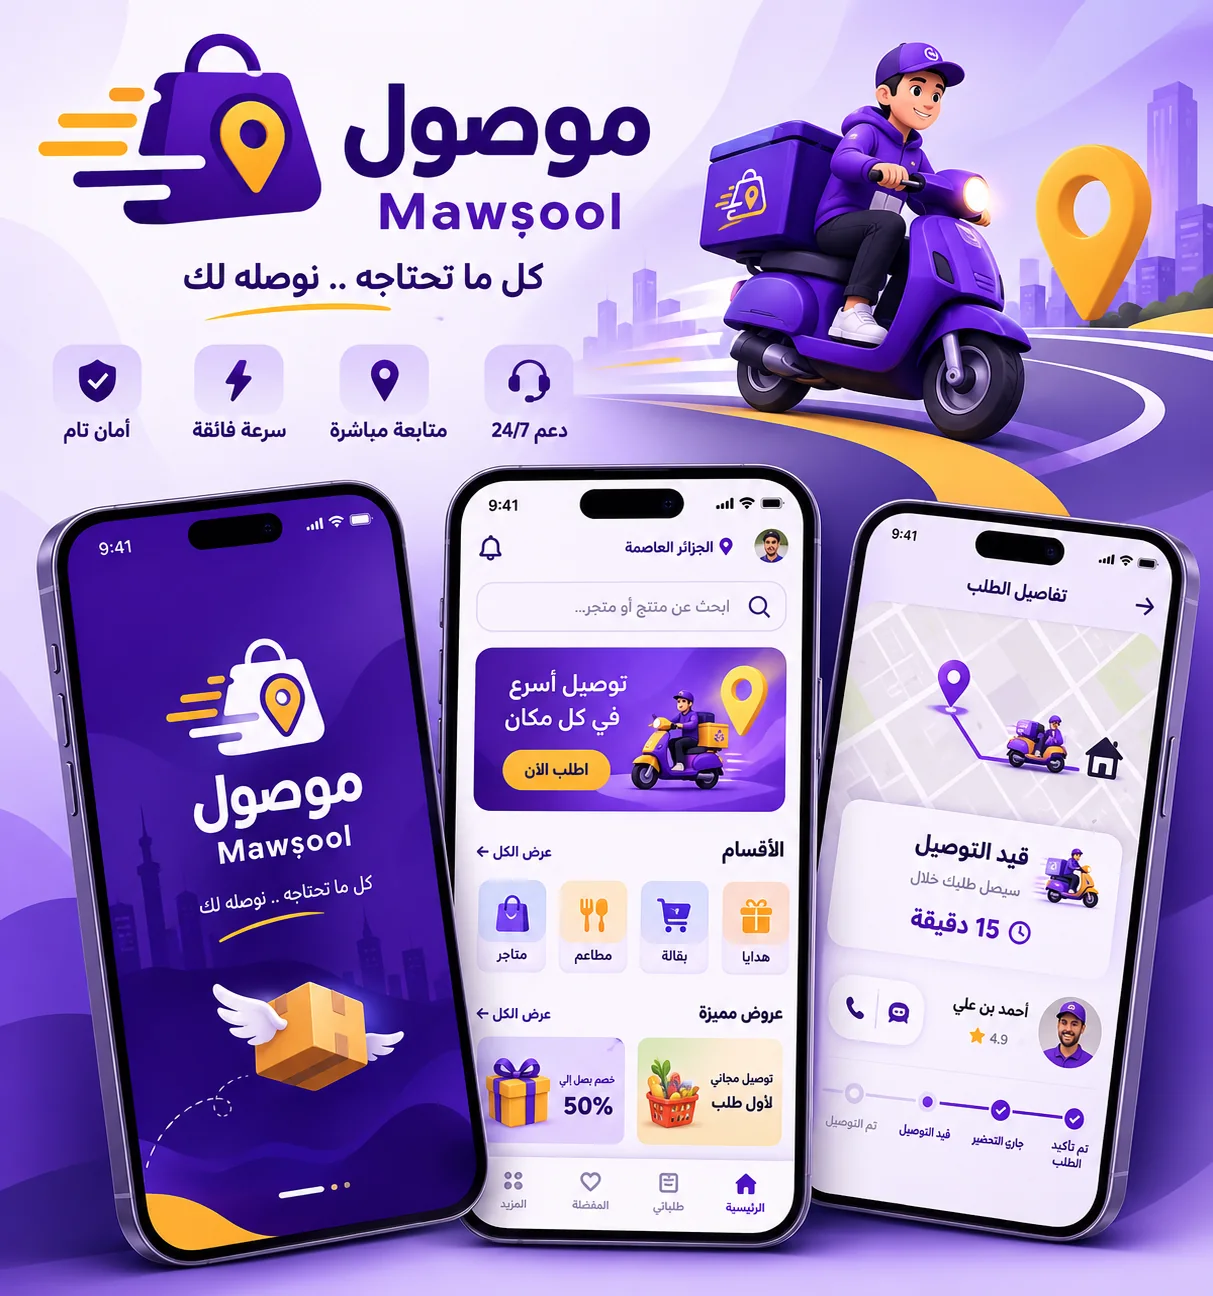 موصول
Mawṣool
كل ما تحتاجه .. نوصله لك
أمان تام
سرعة فائقة
متابعة مباشرة
دعم 24/7
9:41
موصول
Mawṣool
كل ما تحتاجه .. نوصله لك
9:41
الجزائر العاصمة
ابحث عن منتج أو متجر...
توصيل أسرع
في كل مكان
اطلب الآن
الأقسام
عرض الكل ←
هدايا
بقالة
مطاعم
متاجر
عروض مميزة
عرض الكل ←
توصيل مجاني
لأول طلب
خصم يصل إلى
50%
الرئيسية
طلباتي
المفضلة
المزيد
9:41
تفاصيل الطلب
قيد التوصيل
سيصل طلبك خلال
15 دقيقة
أحمد بن علي
4.9
تم تأكيد
الطلب
جاري التحضير
قيد التوصيل
تم التوصيل